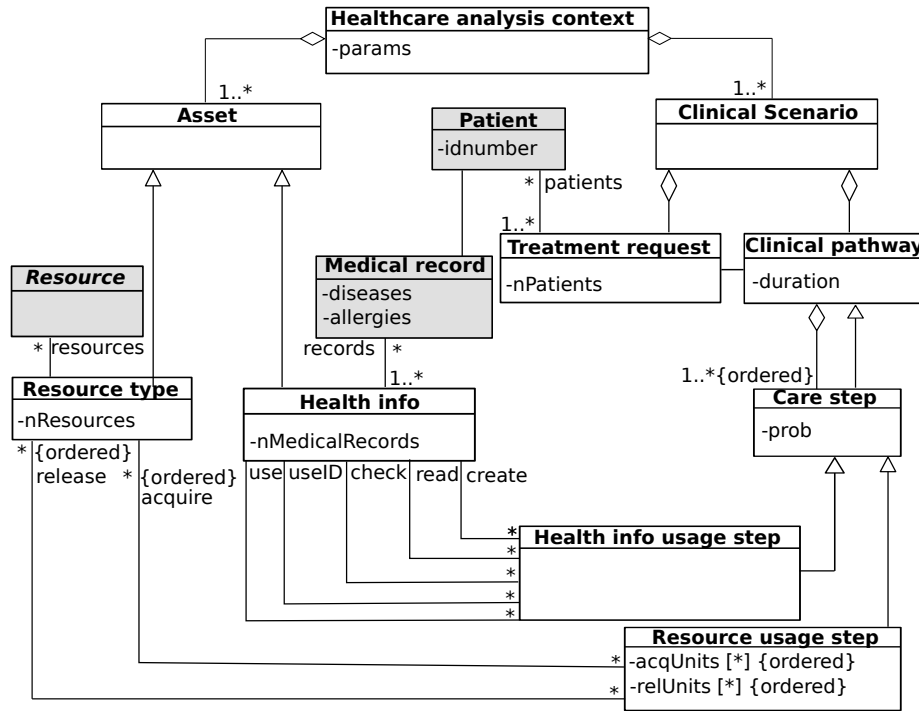 Healthcare analysis context
-params
1..*
1..*
Asset
Patient
-idnumber
Clinical Scenario
* patients
1..*
Treatment request
-nPatients
Clinical pathway
-duration
Resource
Medical record
-diseases
-allergies
* resources
records *
1..*
1..*{ordered}
Resource type
-nResources
Health info
-nMedicalRecords
Care step
-prob
* {ordered}
release
* {ordered}
acquire
use useID check read create
*
*
*
*
*
Health info usage step
Resource usage step
-acqUnits [*] {ordered}
-relUnits [*] {ordered}
*
*